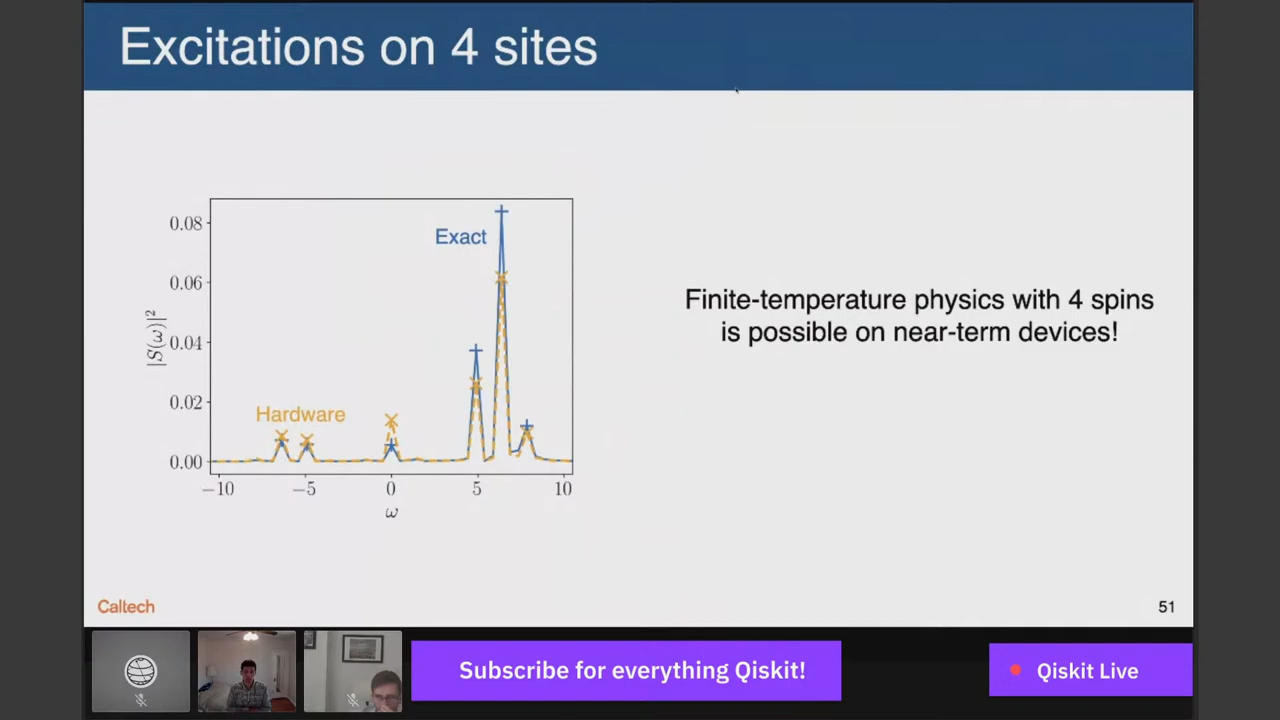 Excitations on 4 sites
0.08
0.06
0.04
0.02
0.00
|S(ω)|²
Exact
Hardware
−10 −5 0 5 10
ω
Finite-temperature physics with 4 spins
is possible on near-term devices!
Caltech
51
Subscribe for everything Qiskit!
Qiskit Live